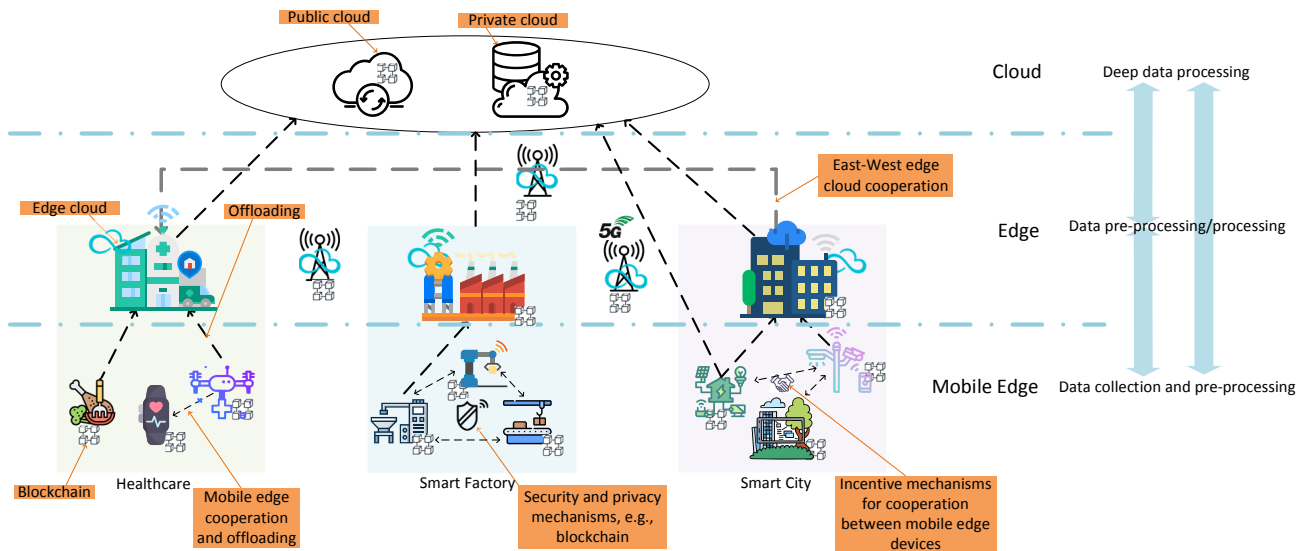 Public cloud
Private cloud
Cloud
Deep data processing
East-West edge
cloud cooperation
Edge cloud
Offloading
5G
Edge
Data pre-processing/processing
Mobile Edge
Data collection and pre-processing
Blockchain
Healthcare
Smart Factory
Smart City
Mobile edge
cooperation
and offloading
Security and privacy
mechanisms, e.g.,
blockchain
Incentive mechanisms
for cooperation
between mobile edge
devices